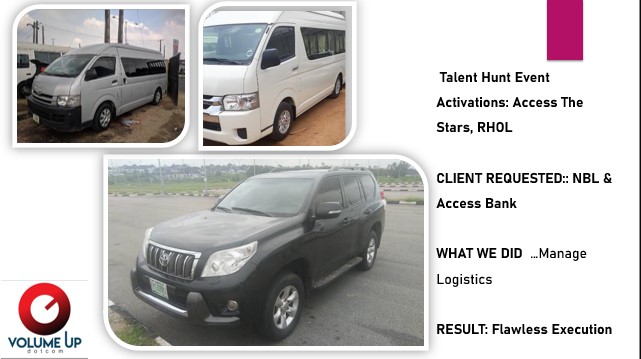 Talent Hunt Event
Activations: Access The
Stars, RHOL
CLIENT REQUESTED:: NBL &
Access Bank
WHAT WE DID …Manage
Logistics
RESULT: Flawless Execution
VOLUME UP
dotcom